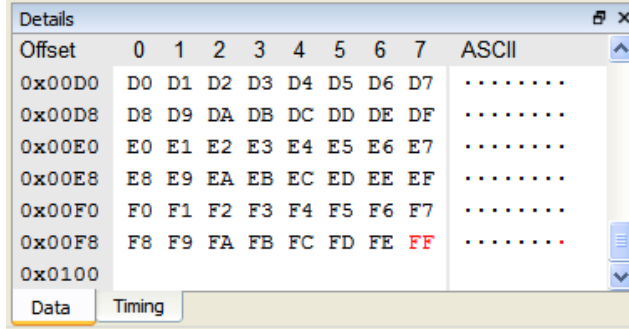 Details
Offset 0 1 2 3 4 5 6 7 ASCII
0x00D0 D0 D1 D2 D3 D4 D5 D6 D7 ........
0x00D8 D8 D9 DA DB DC DD DE DF ........
0x00E0 E0 E1 E2 E3 E4 E5 E6 E7 ........
0x00E8 E8 E9 EA EB EC ED EE EF ........
0x00F0 F0 F1 F2 F3 F4 F5 F6 F7 ........
0x00F8 F8 F9 FA FB FC FD FE FF ........
0x0100
Data Timing